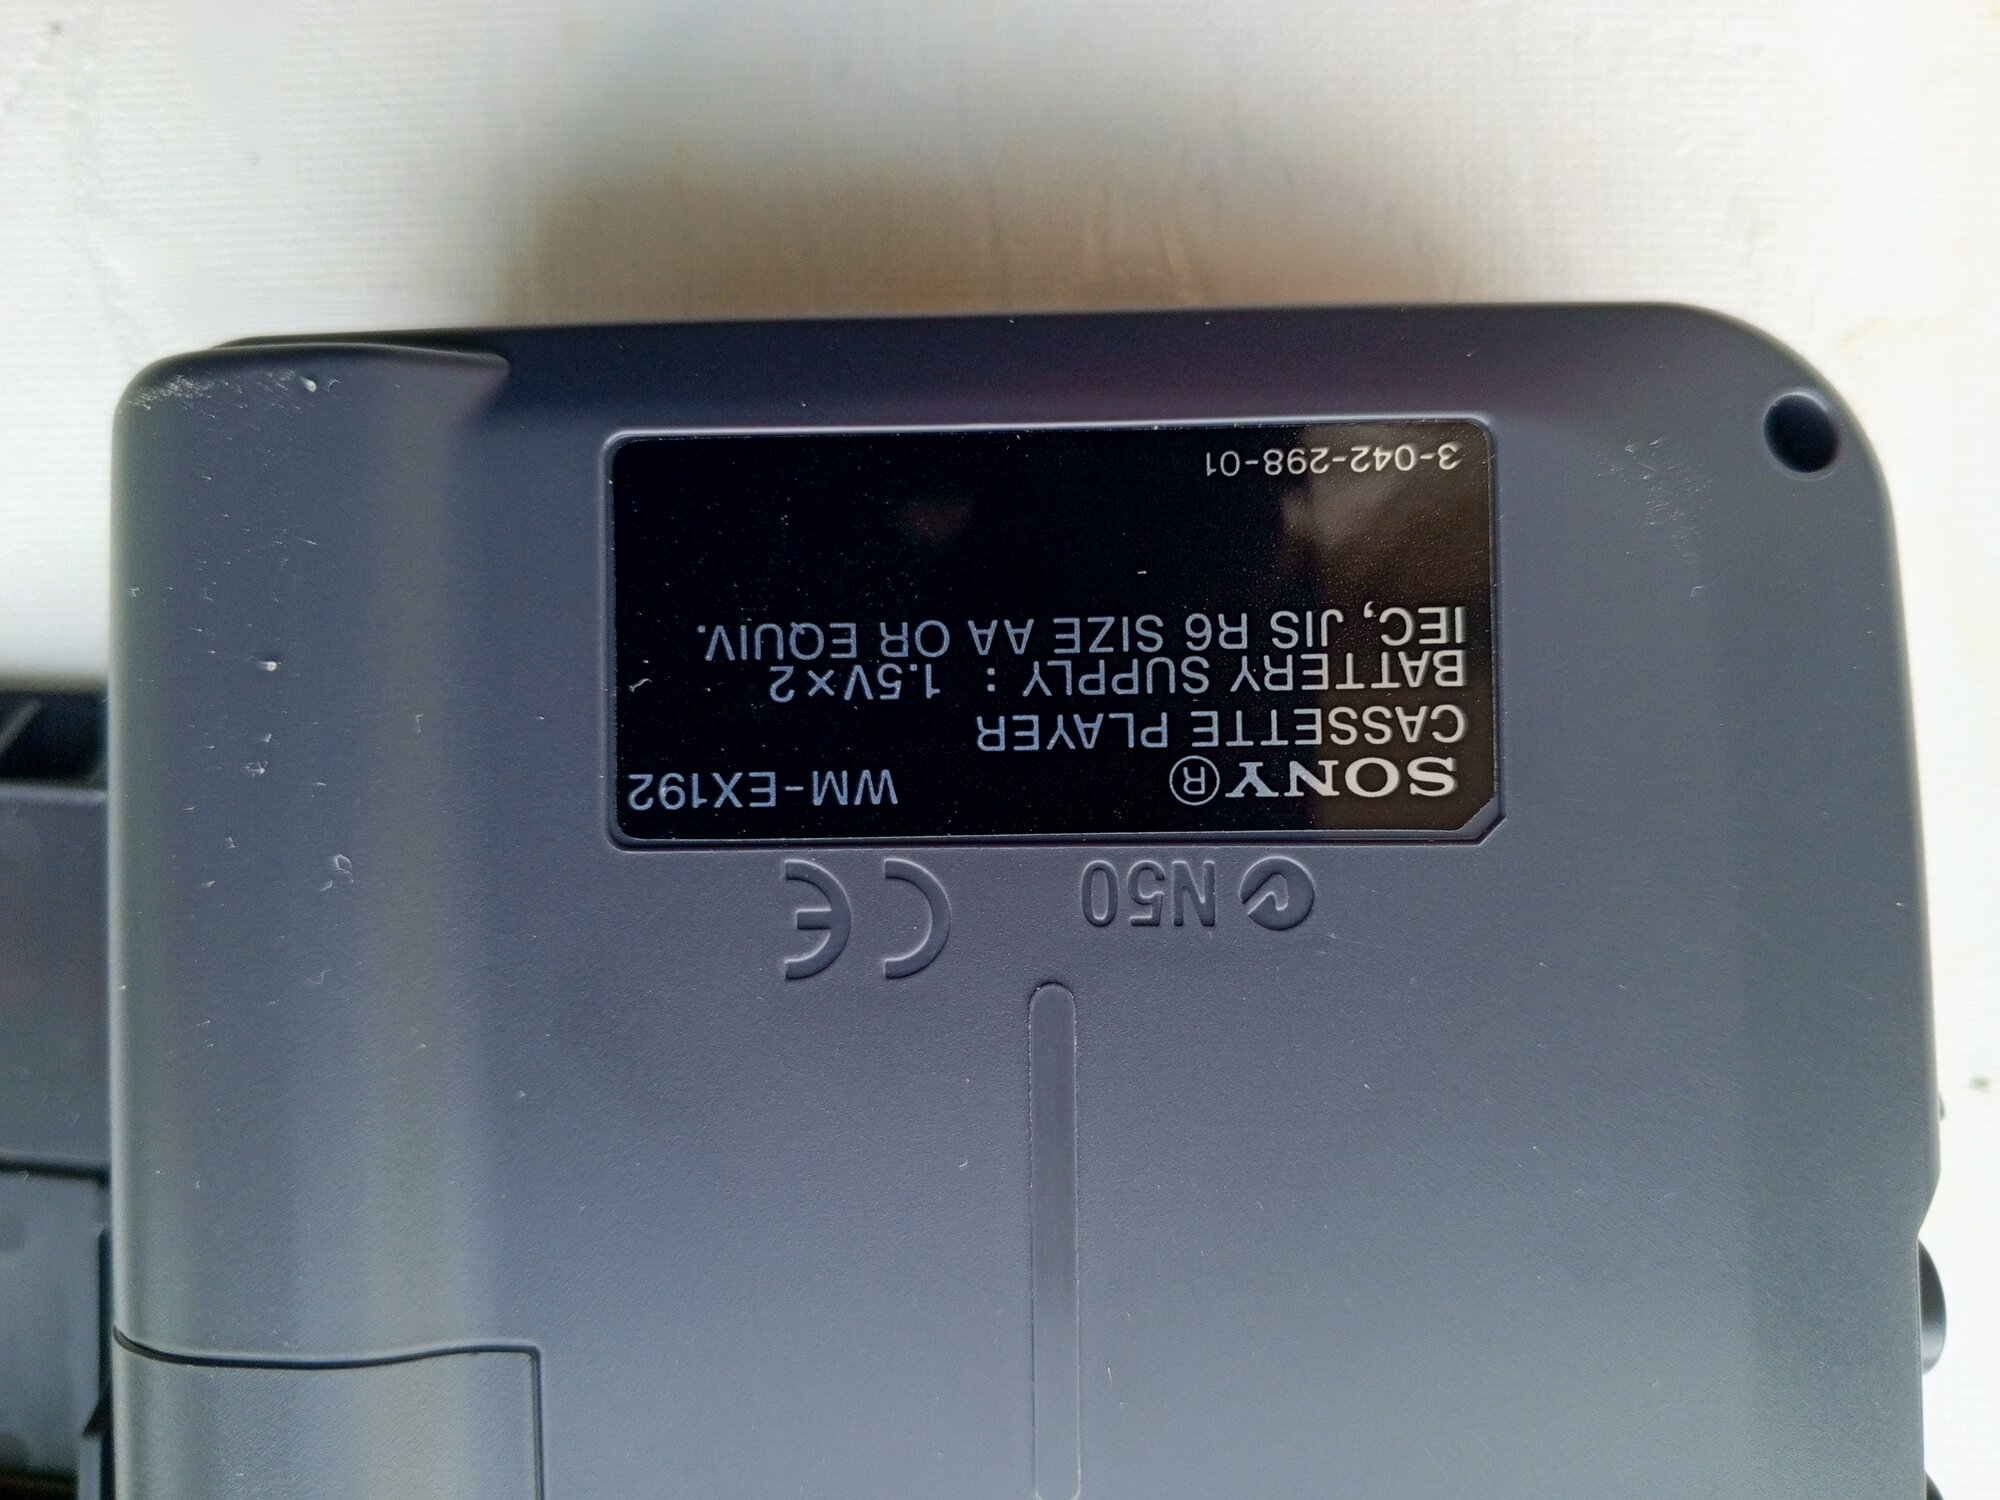 SONY® WM-EX192
CASSETTE PLAYER
BATTERY SUPPLY : 1.5V×2
IEC, JIS R6 SIZE AA OR EQUIV.
3-042-298-01
N50 CE